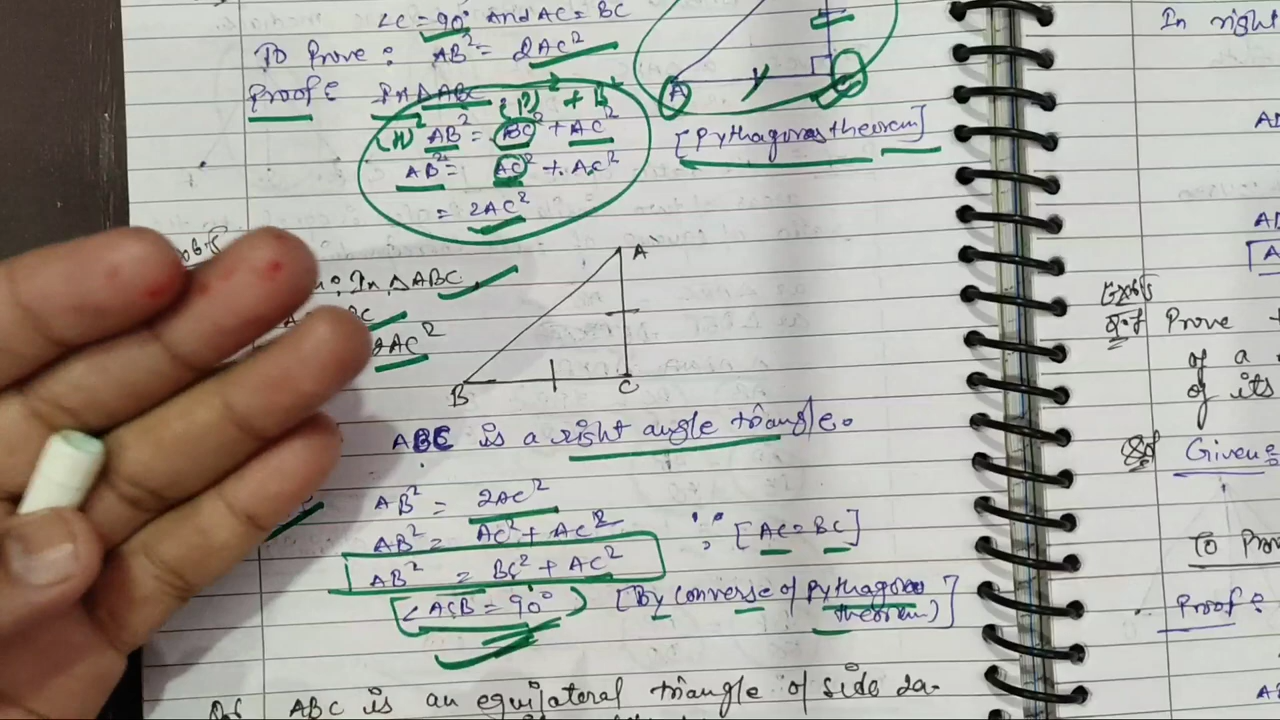 ∠C = 90° And AC = BC
To Prove : AB² = 2AC²
Proof : In △ABC
(H)² = (P)² + b
AB² = BC² + AC² [Pythagoras theorem]
AB² = AC² + AC²
= 2AC²
A
: In △ABC
A
2AC²
B
C
ABC is a right angle triangle.
AB² = 2AC²
AB² = AC² + AC² ∵ [AC = BC]
AB² = BC² + AC²
∠ACB = 90° [By converse of Pythagoras theorem]
ABC is an equilateral triangle of side 2a.
In right
AB
A
Prove
of a
of its
Given :
To Prov
Proof :
AB